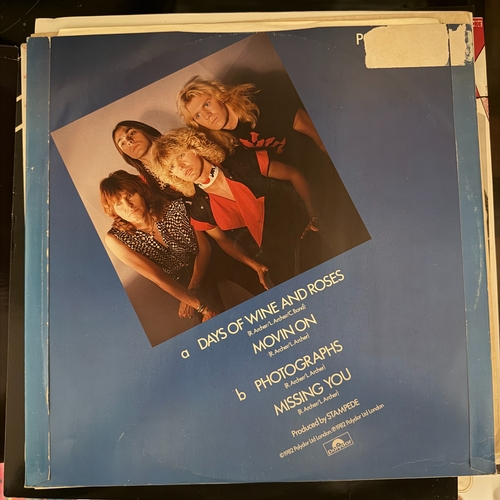 P
a DAYS OF WINE AND ROSES
(R. Archer/L. Archer/C. Bond)
MOVIN ON
(R. Archer/L. Archer)
b PHOTOGRAPHS
(R. Archer/L. Archer)
MISSING YOU
(R. Archer/L. Archer)
Produced by STAMPEDE
©1982 Polydor Ltd London ℗1982 Polydor Ltd London
polydor